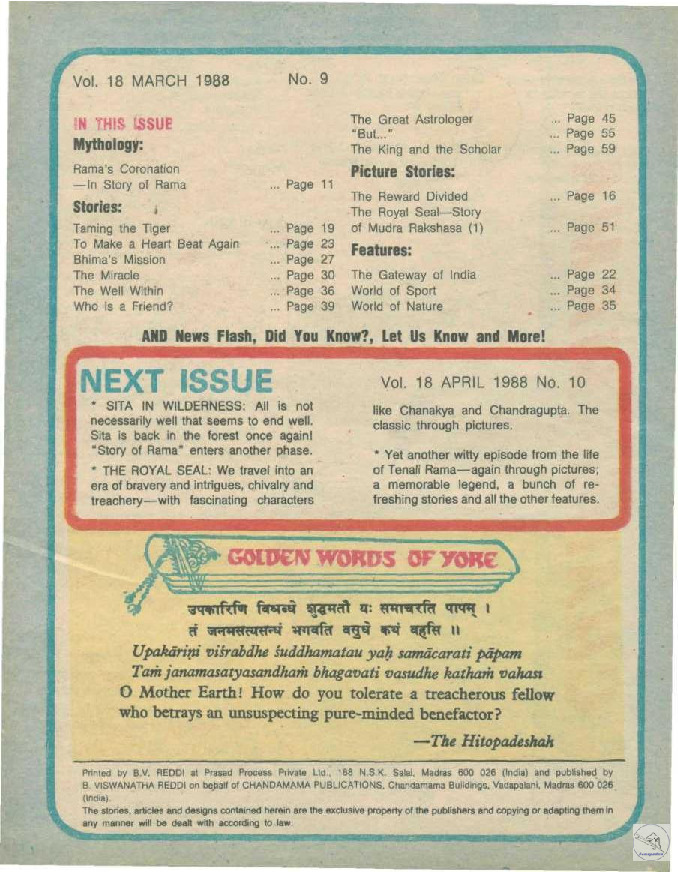 Vol. 18 MARCH 1988 No. 9
IN THIS ISSUE
Mythology:
Rama's Coronation
—In Story of Rama ... Page 11
Stories:
Taming the Tiger ... Page 19
To Make a Heart Beat Again ... Page 23
Bhima's Mission ... Page 27
The Miracle ... Page 30
The Well Within ... Page 36
Who is a Friend? ... Page 39
The Great Astrologer ... Page 45
"But..." ... Page 55
The King and the Scholar ... Page 59
Picture Stories:
The Reward Divided ... Page 16
The Royal Seal—Story
of Mudra Rakshasa (1) ... Page 51
Features:
The Gateway of India ... Page 22
World of Sport ... Page 34
World of Nature ... Page 35
AND News Flash, Did You Know?, Let Us Know and More!
NEXT ISSUE
Vol. 18 APRIL 1988 No. 10
* SITA IN WILDERNESS: All is not
necessarily well that seems to end well.
Sita is back in the forest once again!
"Story of Rama" enters another phase.
* THE ROYAL SEAL: We travel into an
era of bravery and intrigues, chivalry and
treachery—with fascinating characters
like Chanakya and Chandragupta. The
classic through pictures.
* Yet another witty episode from the life
of Tenali Rama—again through pictures;
a memorable legend, a bunch of re-
freshing stories and all the other features.
GOLDEN WORDS OF YORE
उपकारिणि विश्रब्धे शुद्धमतौ यः समाचरति पापम् ।
तं जनमसत्यसन्धं भगवति वसुधे कथं वहसि ॥
Upakāriṇi viśrabdhe śuddhamatau yaḥ samācarati pāpam
Taṁ janamasatyasandhaṁ bhagavati vasudhe kathaṁ vahasi
O Mother Earth! How do you tolerate a treacherous fellow
who betrays an unsuspecting pure-minded benefactor?
—The Hitopadeshah
Printed by B.V. REDDI at Prasad Process Private Ltd., 188 N.S.K. Salai, Madras 600 026 (India) and published by
B. VISWANATHA REDDI on behalf of CHANDAMAMA PUBLICATIONS, Chandamama Buildings, Vadapalani, Madras 600 026
(India).
The stories, articles and designs contained herein are the exclusive property of the publishers and copying or adapting them in
any manner will be dealt with according to law.